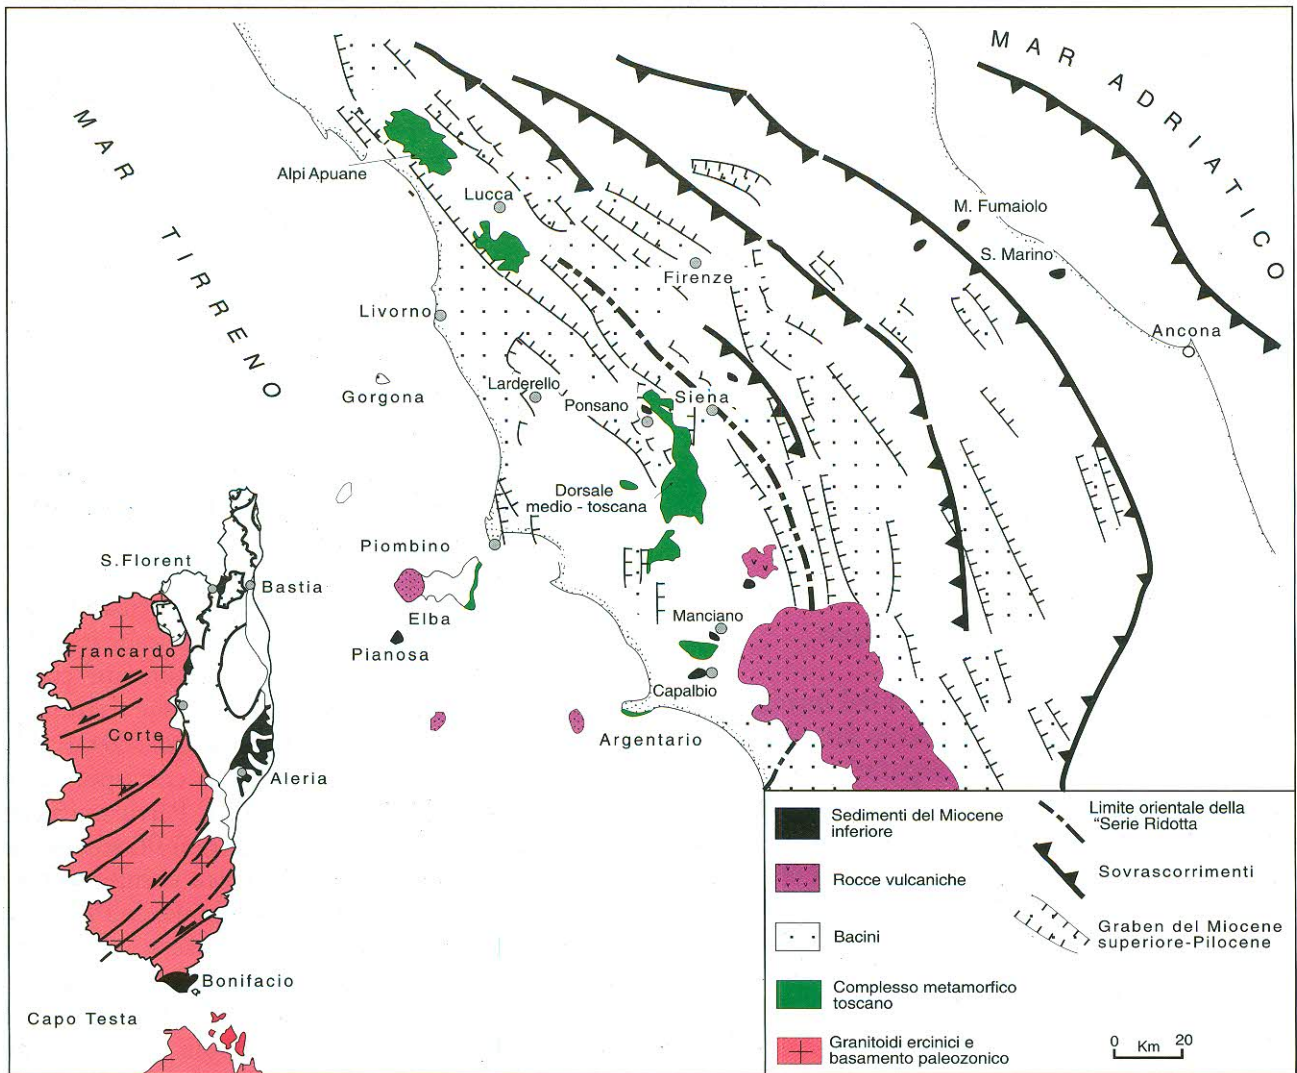 MAR ADRIATICO
MAR TIRRENO
Alpi Apuane
Lucca
M. Fumaiolo
S. Marino
Firenze
Livorno
Ancona
Gorgona
Larderello
Ponsano
Siena
Dorsale
medio - toscana
Piombino
S.Florent
Bastia
Elba
Manciano
Francardo
Pianosa
Capalbio
Corte
Argentario
Aleria
Bonifacio
Capo Testa
Sedimenti del Miocene
inferiore
Rocce vulcaniche
Bacini
Complesso metamorfico
toscano
Granitoidi ercinici e
basamento paleozonico
Limite orientale della
"Serie Ridotta
Sovrascorrimenti
Graben del Miocene
superiore-Pilocene
0 Km 20